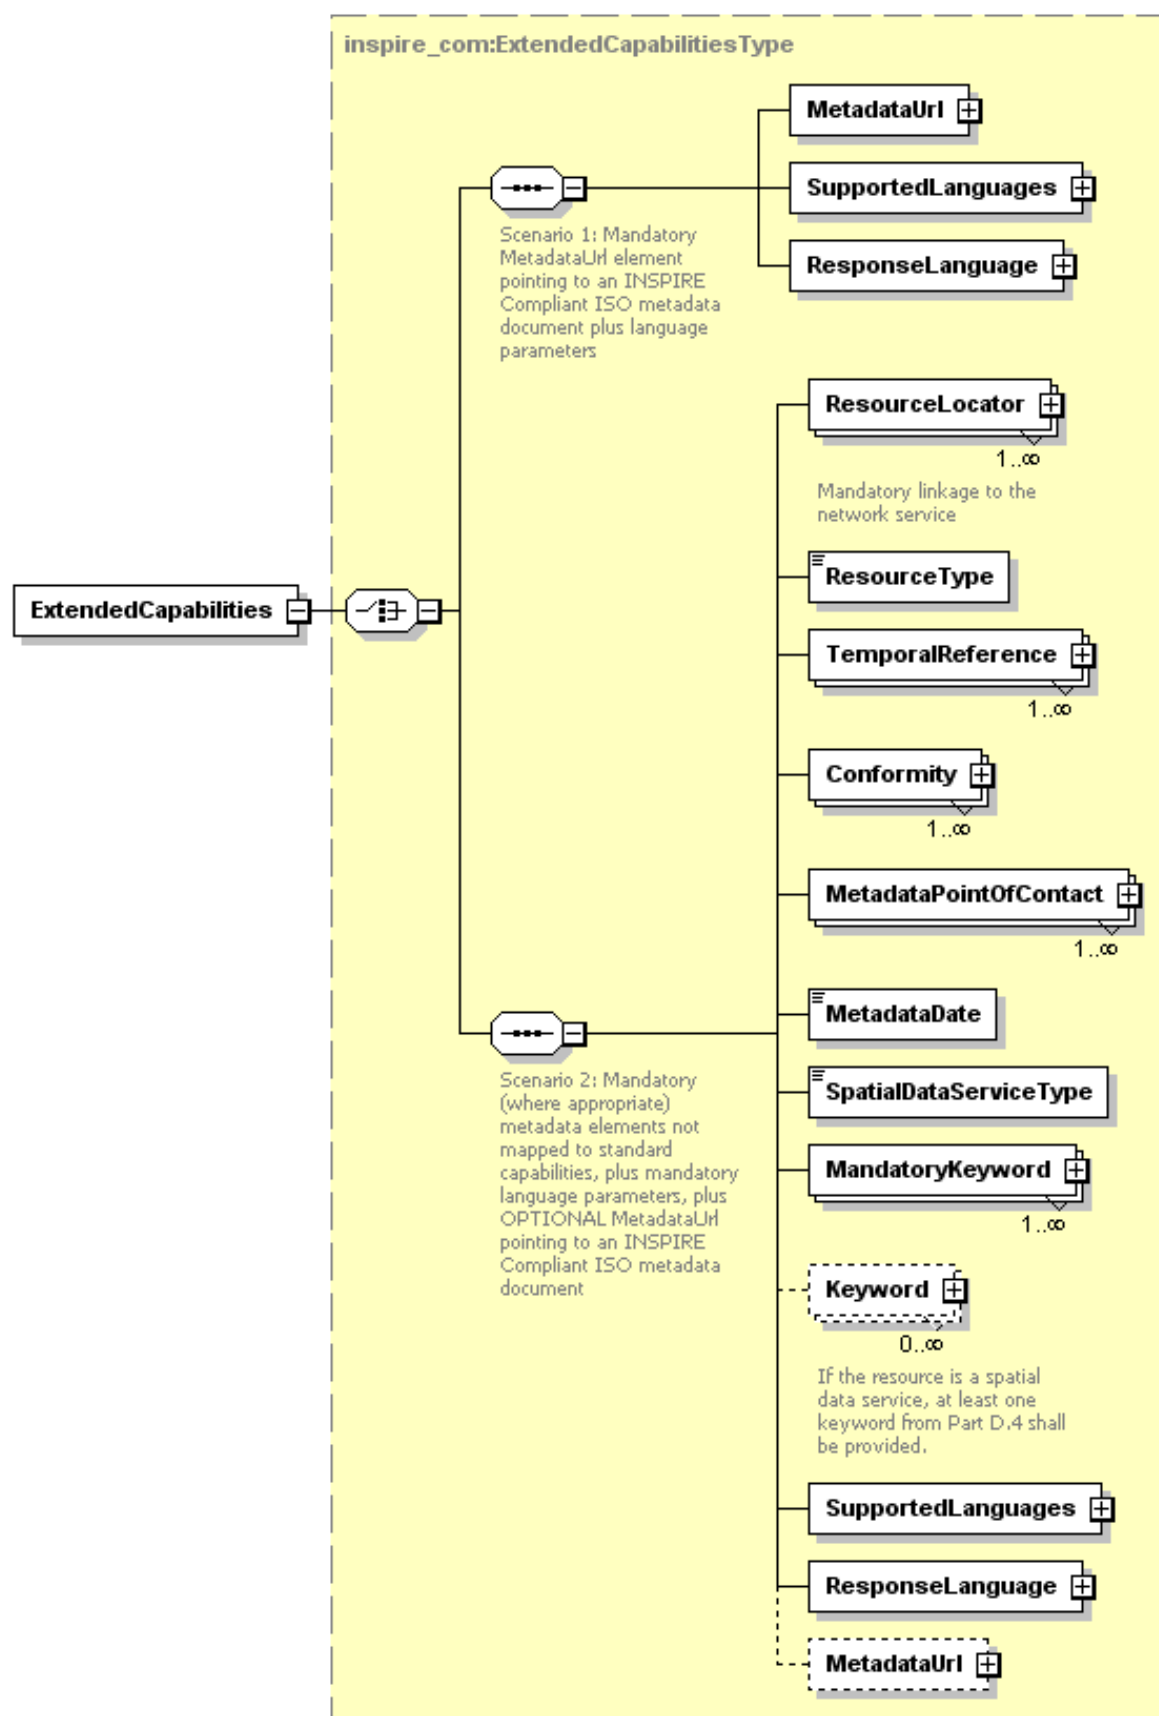 inspire_com:ExtendedCapabilitiesType
MetadataUrl
SupportedLanguages
ResponseLanguage
Scenario 1: Mandatory
MetadataUrl element
pointing to an INSPIRE
Compliant ISO metadata
document plus language
parameters
ResourceLocator
1..∞
Mandatory linkage to the
network service
ResourceType
ExtendedCapabilities
TemporalReference
1..∞
Conformity
1..∞
MetadataPointOfContact
1..∞
MetadataDate
Scenario 2: Mandatory
(where appropriate)
metadata elements not
mapped to standard
capabilities, plus mandatory
language parameters, plus
OPTIONAL MetadataUrl
pointing to an INSPIRE
Compliant ISO metadata
document
SpatialDataServiceType
MandatoryKeyword
1..∞
Keyword
0..∞
If the resource is a spatial
data service, at least one
keyword from Part D.4 shall
be provided.
SupportedLanguages
ResponseLanguage
MetadataUrl